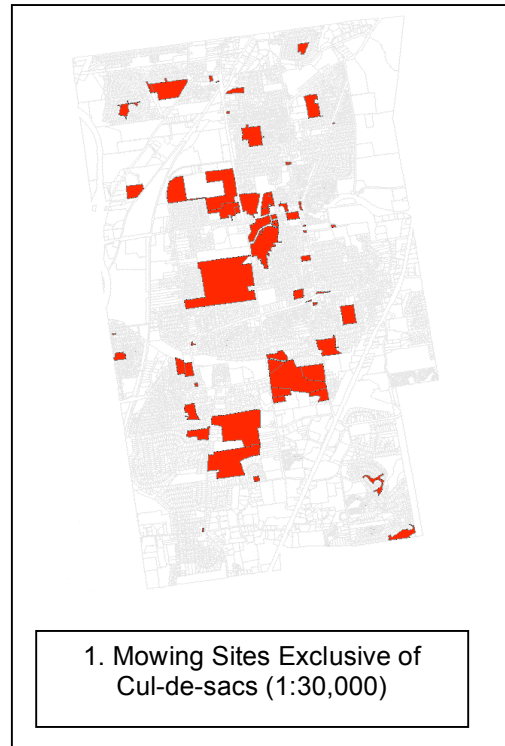 1. Mowing Sites Exclusive of
Cul-de-sacs (1:30,000)